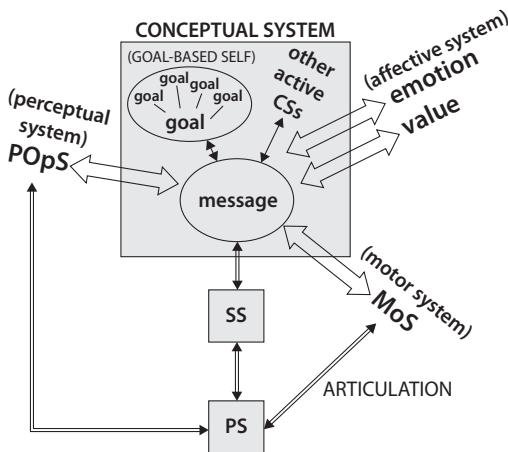 CONCEPTUAL SYSTEM
(GOAL-BASED SELF)
goal
goal
goal
goal
goal
other
active
CSs
(affective system)
emotion
value
(perceptual
system)
POpS
message
(motor system)
MoS
SS
ARTICULATION
PS